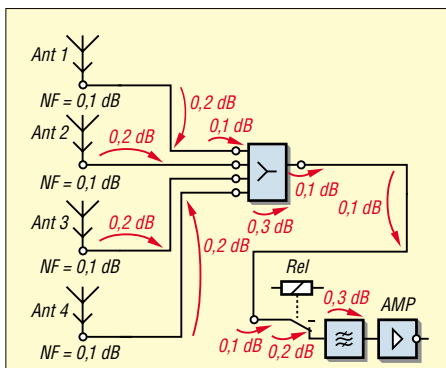 Ant 1
NF = 0,1 dB
0,2 dB
0,1 dB
Ant 2
0,2 dB
NF = 0,1 dB
0,1 dB
0,3 dB
0,1 dB
Ant 3
0,2 dB
NF = 0,1 dB
0,2 dB
Ant 4
NF = 0,1 dB
Rel
0,3 dB
AMP
0,1 dB
0,2 dB